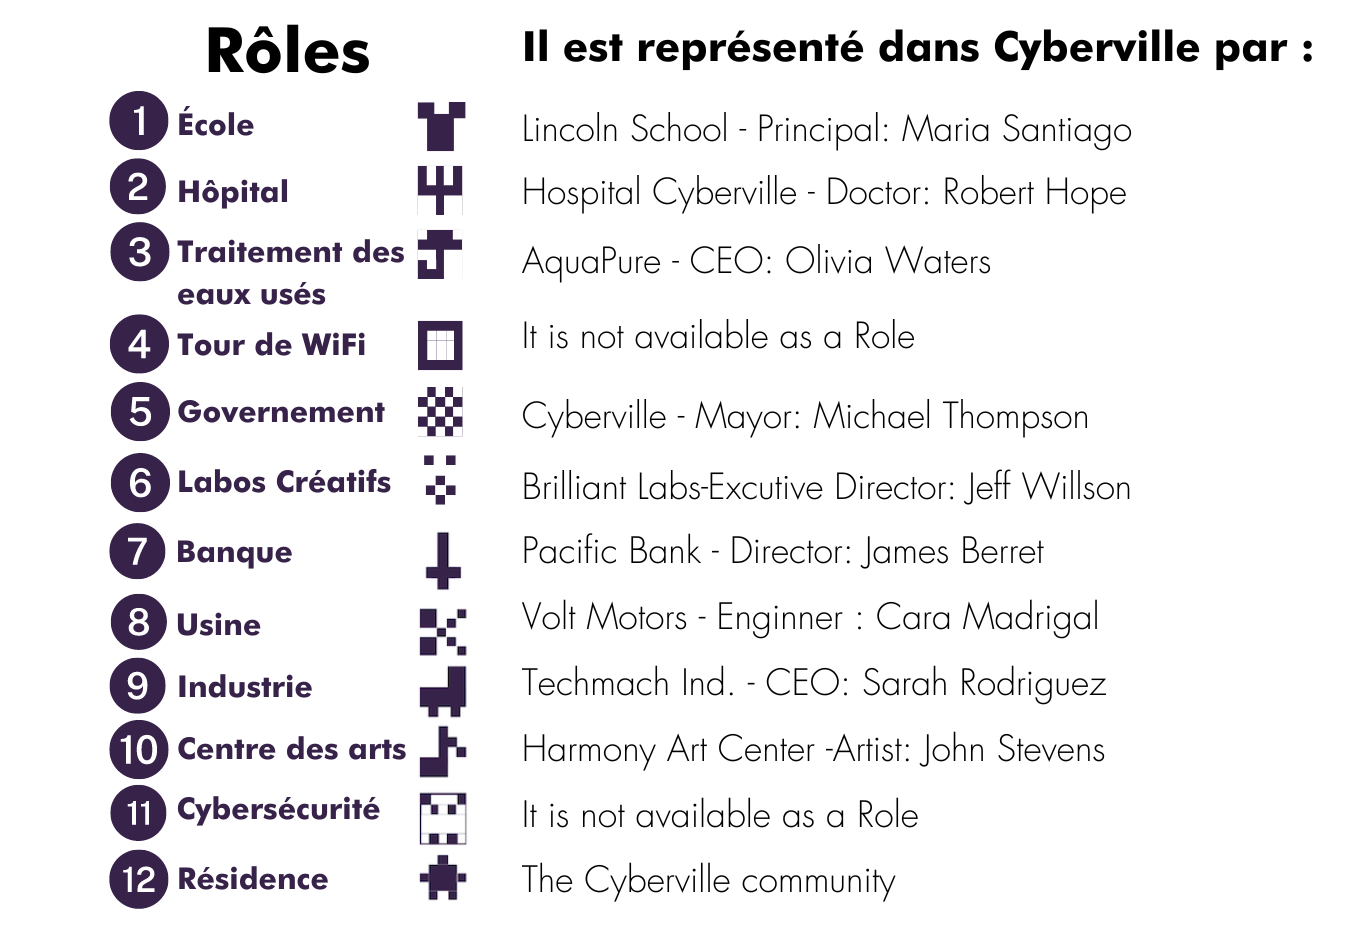 Rôles
Il est représenté dans Cyberville par :
1 École Lincoln School - Principal: Maria Santiago
2 Hôpital Hospital Cyberville - Doctor: Robert Hope
3 Traitement des AquaPure - CEO: Olivia Waters
eaux usés
4 Tour de WiFi It is not available as a Role
5 Governement Cyberville - Mayor: Michael Thompson
6 Labos Créatifs Brilliant Labs-Excutive Director: Jeff Willson
7 Banque Pacific Bank - Director: James Berret
8 Usine Volt Motors - Enginner : Cara Madrigal
9 Industrie Techmach Ind. - CEO: Sarah Rodriguez
10 Centre des arts Harmony Art Center -Artist: John Stevens
11 Cybersécurité It is not available as a Role
12 Résidence The Cyberville community